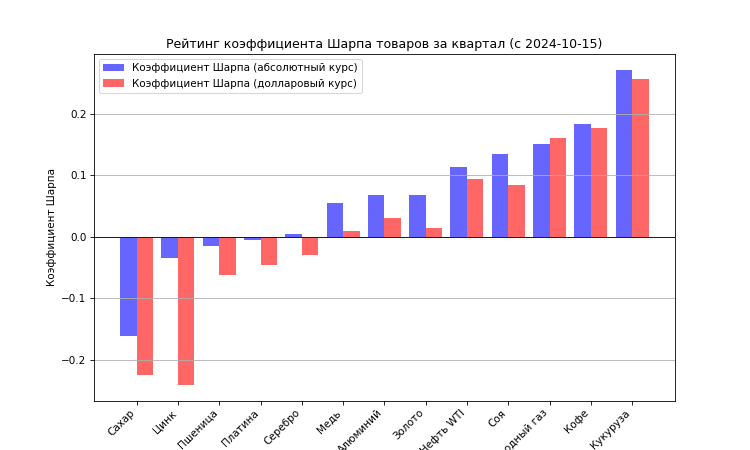 Рейтинг коэффициента Шарпа товаров за квартал (с 2024-10-15)
Коэффициент Шарпа (абсолютный курс)
Коэффициент Шарпа (долларовый курс)
Коэффициент Шарпа
0.2
0.1
0.0
−0.1
−0.2
Сахар
Цинк
Пшеница
Платина
Серебро
Медь
Алюминий
Золото
Нефть WTI
Соя
газ
Кофе
Кукуруза